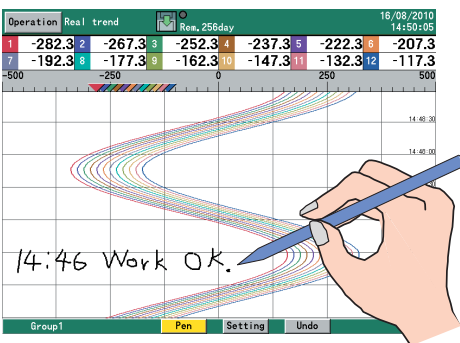 Operation Real trend Rem.256day 16/08/2010 14:50:05
1 -282.3 2 -267.3 3 -252.3 4 -237.3 5 -222.3 6 -207.3
7 -192.3 8 -177.3 9 -162.3 10 -147.3 11 -132.3 12 -117.3
-500 -250 0 250 500
14:48:30
14:48:00
14:46 Work OK.
Group1 Pen Setting Undo